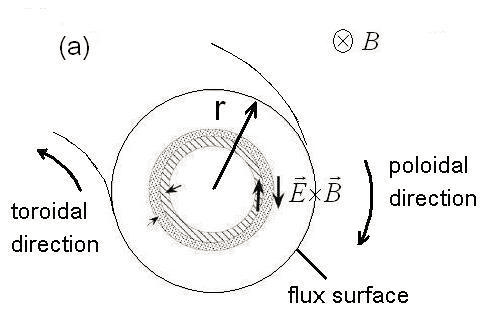 (a)
⊗ B
r
poloidal
direction
E⃗×B⃗
toroidal
direction
flux surface